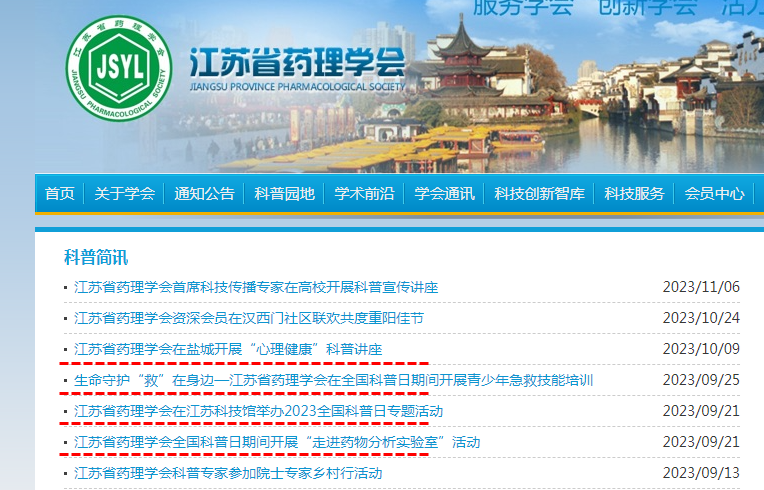 服务学会 创新学会 活力
江苏省药理学会
JSYL
江苏省药理学会
JIANGSU PROVINCE PHARMACOLOGICAL SOCIETY
JIANGSU PHARMACOLOGICAL SOCIETY
首页 关于学会 通知公告 科普园地 学术前沿 学会通讯 科技创新智库 科技服务 会员中心
科普简讯
江苏省药理学会首席科技传播专家在高校开展科普宣传讲座 2023/11/06
江苏省药理学会资深会员在汉西门社区联欢共度重阳佳节 2023/10/24
江苏省药理学会在盐城开展“心理健康”科普讲座 2023/10/09
生命守护“救”在身边—江苏省药理学会在全国科普日期间开展青少年急救技能培训 2023/09/25
江苏省药理学会在江苏科技馆举办2023全国科普日专题活动 2023/09/21
江苏省药理学会全国科普日期间开展“走进药物分析实验室”活动 2023/09/21
江苏省药理学会科普专家参加院士专家乡村行活动 2023/09/13